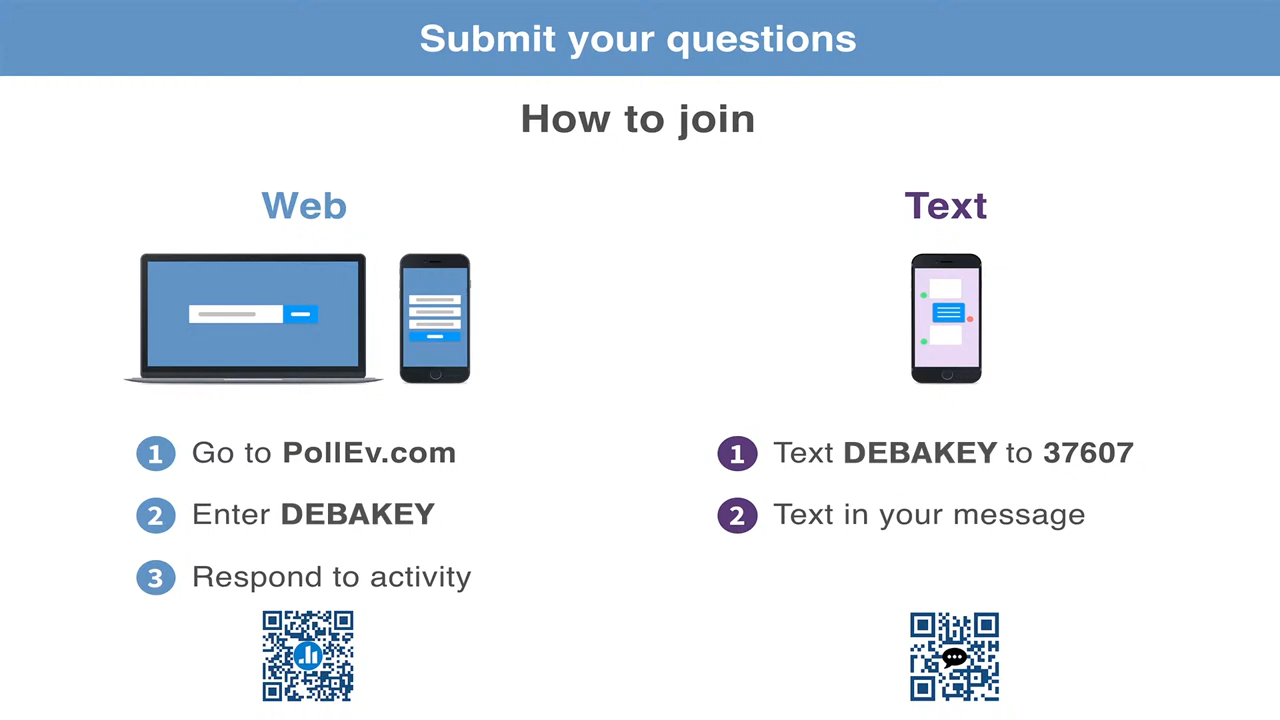 Submit your questions
How to join
Web
1 Go to PollEv.com
2 Enter DEBAKEY
3 Respond to activity
Text
1 Text DEBAKEY to 37607
2 Text in your message